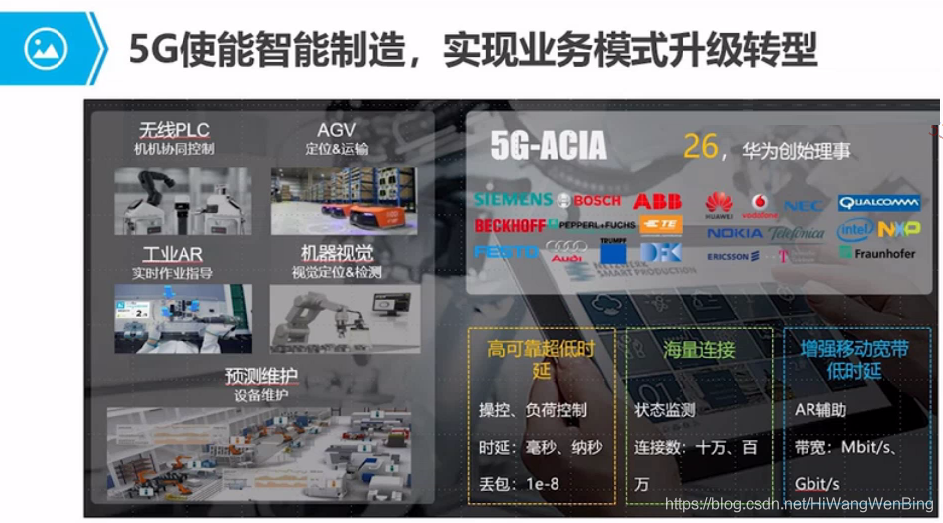 5G使能智能制造，实现业务模式升级转型
无线PLC
机机协同控制
AGV
定位&运输
工业AR
实时作业指导
机器视觉
视觉定位&检测
预测维护
设备维护
5G-ACIA
26，华为创始理事
SIEMENS BOSCH ABB
HUAWEI vodafone NEC QUALCOMM
BECKHOFF PEPPERL+FUCHS TE
NOKIA Telefónica intel NXP
FESTO Audi TRUMPF
ERICSSON T Fraunhofer
SMART PRODUCTION
高可靠超低时
延
操控、负荷控制
时延：毫秒、纳秒
丢包：1e-8
海量连接
状态监测
连接数：十万、百
万
增强移动宽带
低时延
AR辅助
带宽：Mbit/s、
Gbit/s
https://blog.csdn.net/HiWangWenBing